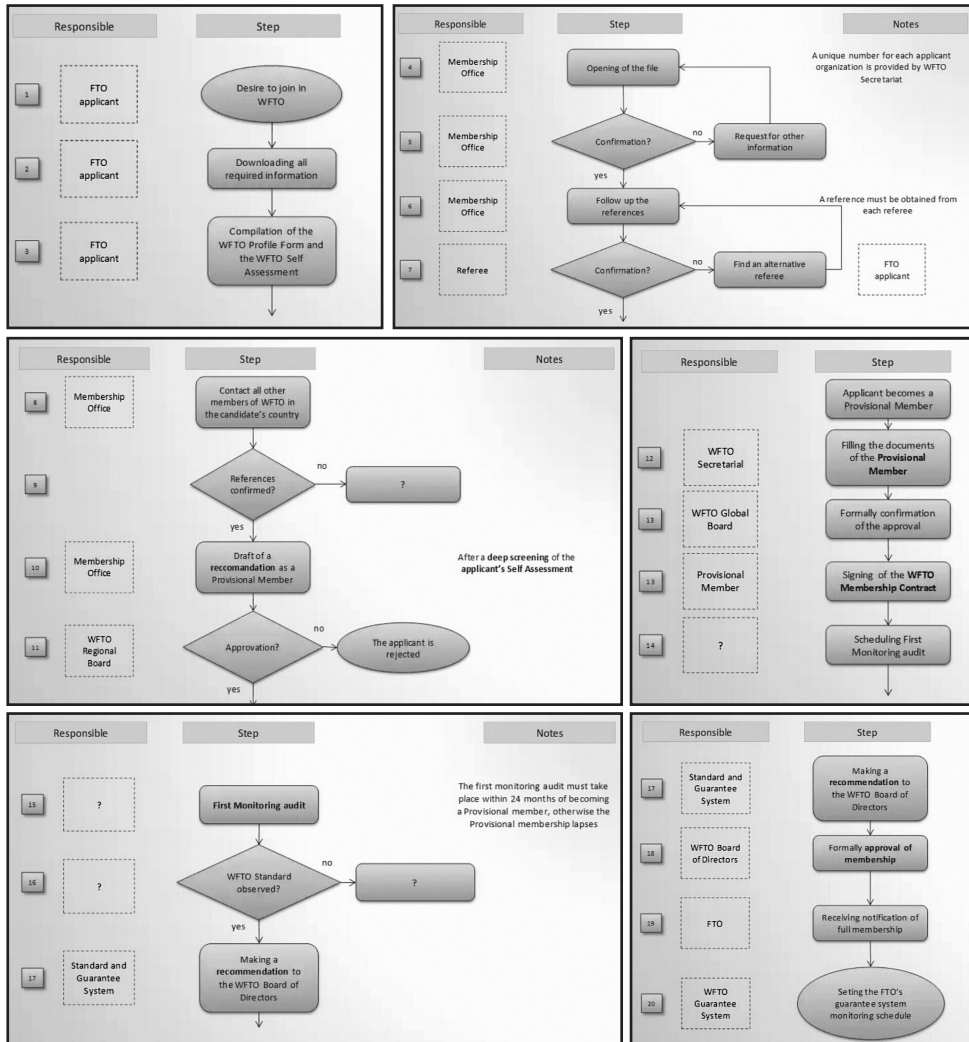 Responsible
Step
1
FTO
applicant
Desire to join in
WFTO
2
FTO
applicant
Downloading all
required information
3
FTO
applicant
Compilation of the
WFTO Profile Form and
the WFTO Self
Assessment
Responsible
Step
Notes
4
Membership
Office
Opening of the file
A unique number for each applicant
organization is provided by WFTO
Secretariat
5
Membership
Office
Confirmation?
no
Request for other
information
yes
6
Membership
Office
Follow up the
references
A reference must be obtained from
each referee
7
Referee
Confirmation?
no
Find an alternative
referee
FTO
applicant
yes
Responsible
Step
Notes
8
Membership
Office
Contact all other
members of WFTO in
the candidate's country
9
References
confirmed?
no
?
yes
10
Membership
Office
Draft of a
reccomandation as a
Provisional Member
After a deep screening of the
applicant's Self Assessment
11
WFTO
Regional
Board
Approvation?
no
The applicant is
rejected
yes
Responsible
Step
Applicant becomes a
Provisional Member
12
WFTO
Secretarial
Filling the documents
of the Provisional
Member
13
WFTO Global
Board
Formally confirmation
of the approval
13
Provisional
Member
Signing of the WFTO
Membership Contract
14
?
Scheduling First
Monitoring audit
Responsible
Step
Notes
15
?
First Monitoring audit
The first monitoring audit must take
place within 24 months of becoming
a Provisional member, otherwise the
Provisional membership lapses
16
?
WFTO Standard
observed?
no
?
yes
17
Standard and
Guarantee
System
Making a
recommendation to
the WFTO Board of
Directors
Responsible
Step
17
Standard and
Guarantee
System
Making a
recommendation to
the WFTO Board of
Directors
18
WFTO Board
of Directors
Formally approval of
membership
19
FTO
Receiving notification of
full membership
20
WFTO
Guarantee
System
Seting the FTO's
guarantee system
monitoring schedule